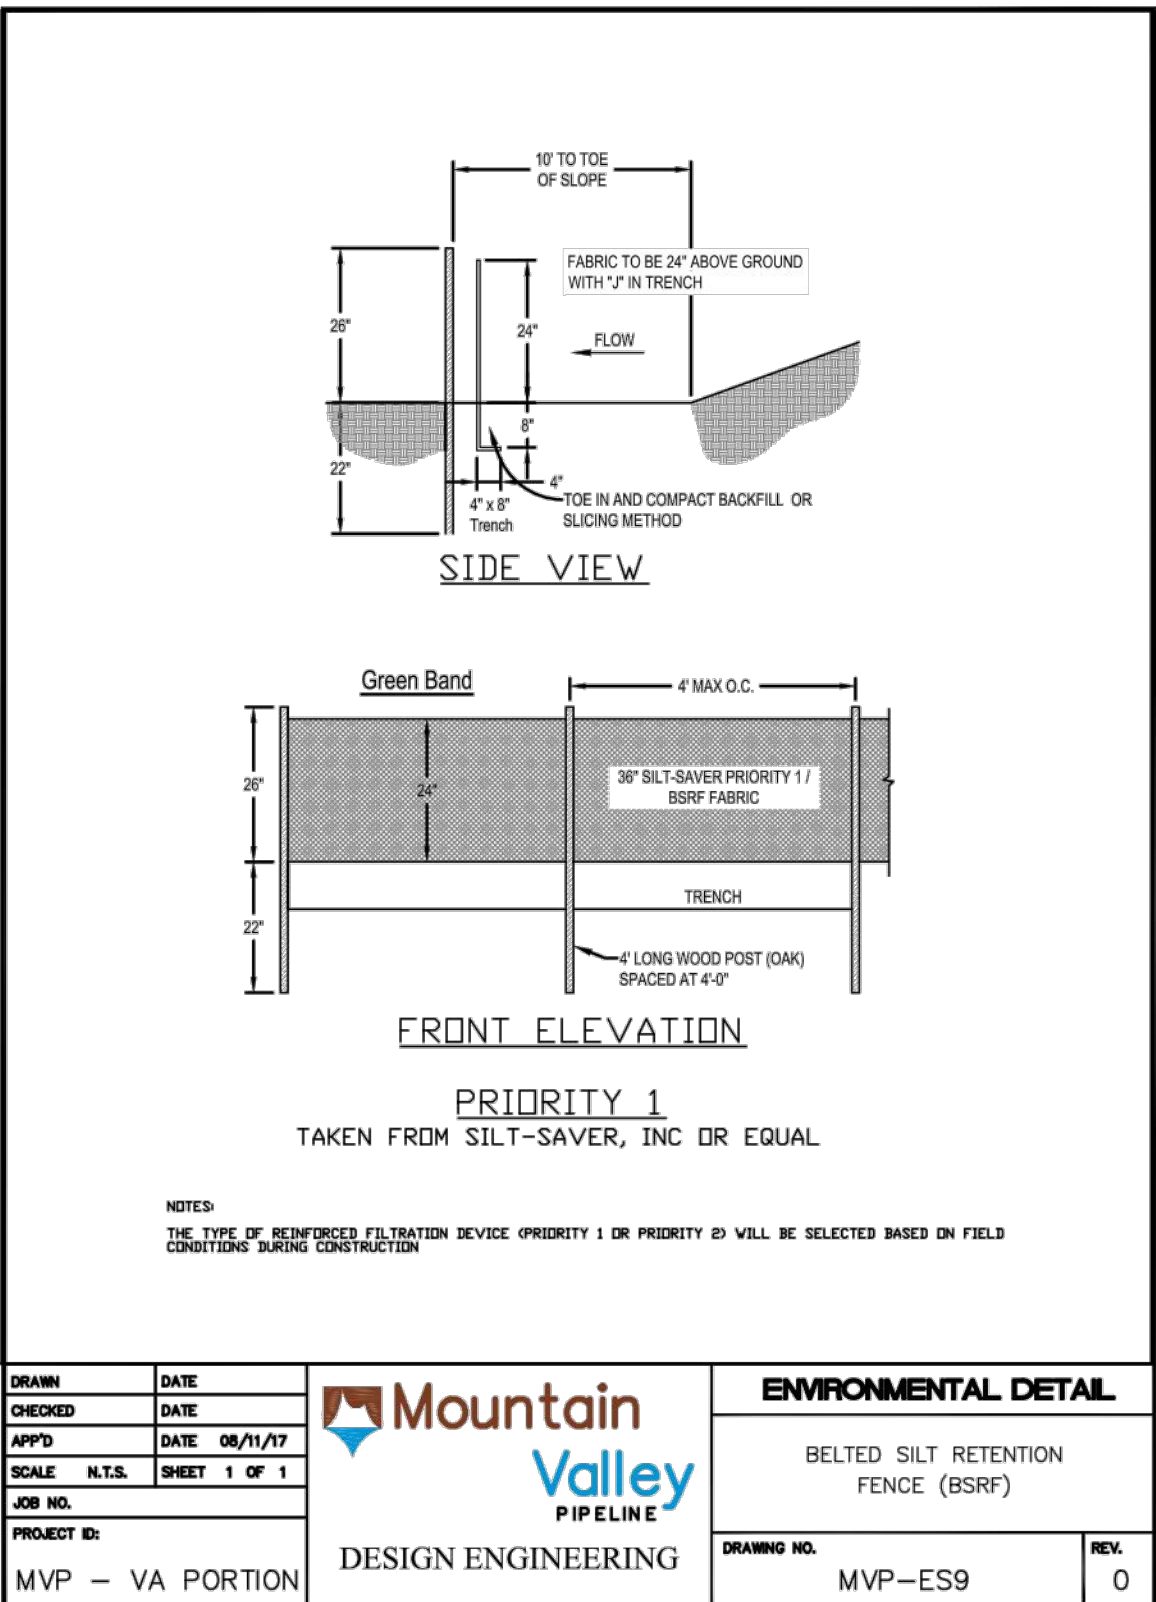 10' TO TOE
OF SLOPE
FABRIC TO BE 24" ABOVE GROUND
WITH "J" IN TRENCH
26"
24"
FLOW
8"
22"
4"
4" x 8"
Trench
TOE IN AND COMPACT BACKFILL OR
SLICING METHOD
SIDE VIEW
Green Band
4' MAX O.C.
26"
24"
36" SILT-SAVER PRIORITY 1 /
BSRF FABRIC
TRENCH
22"
4' LONG WOOD POST (OAK)
SPACED AT 4'-0"
FRONT ELEVATION
PRIORITY 1
TAKEN FROM SILT-SAVER, INC OR EQUAL
NOTES:
THE TYPE OF REINFORCED FILTRATION DEVICE (PRIORITY 1 OR PRIORITY 2) WILL BE SELECTED BASED ON FIELD
CONDITIONS DURING CONSTRUCTION
DRAWN DATE
CHECKED DATE
APP'D DATE 08/11/17
SCALE N.T.S. SHEET 1 OF 1
JOB NO.
PROJECT ID:
MVP - VA PORTION
Mountain
Valley
PIPELINE
DESIGN ENGINEERING
ENVIRONMENTAL DETAIL
BELTED SILT RETENTION
FENCE (BSRF)
DRAWING NO.
MVP-ES9
REV.
0